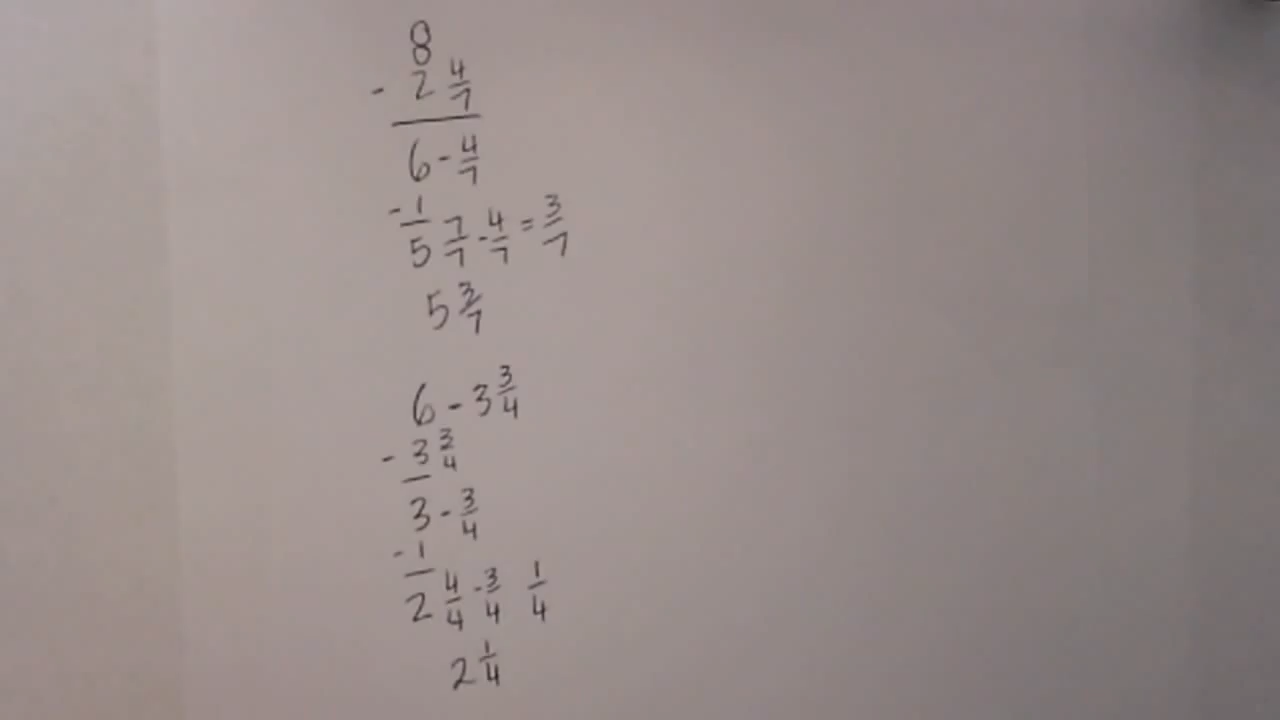 8
- 2 4/7
6 - 4/7
- 1
5 7/7 - 4/7 = 3/7
5 3/7
6 - 3 3/4
- 3 3/4
3 - 3/4
- 1
2 4/4 - 3/4 1/4
2 1/4